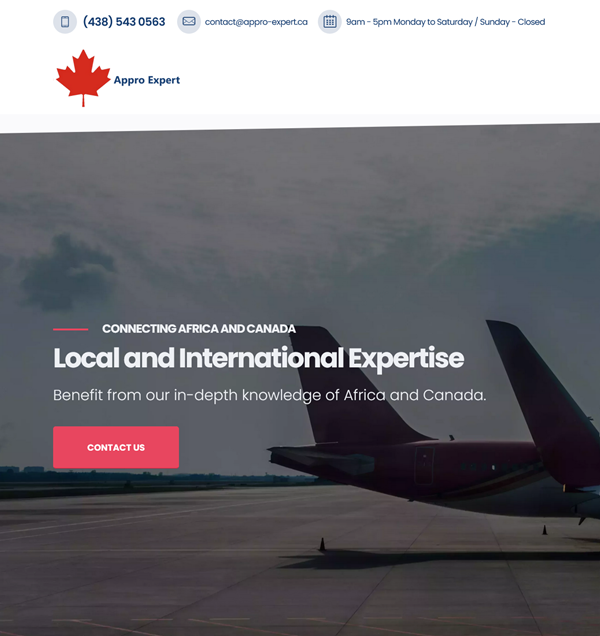 (438) 543 0563 contact@appro-expert.ca 9am - 5pm Monday to Saturday / Sunday - Closed
Appro Expert
CONNECTING AFRICA AND CANADA
Local and International Expertise
Benefit from our in-depth knowledge of Africa and Canada.
CONTACT US